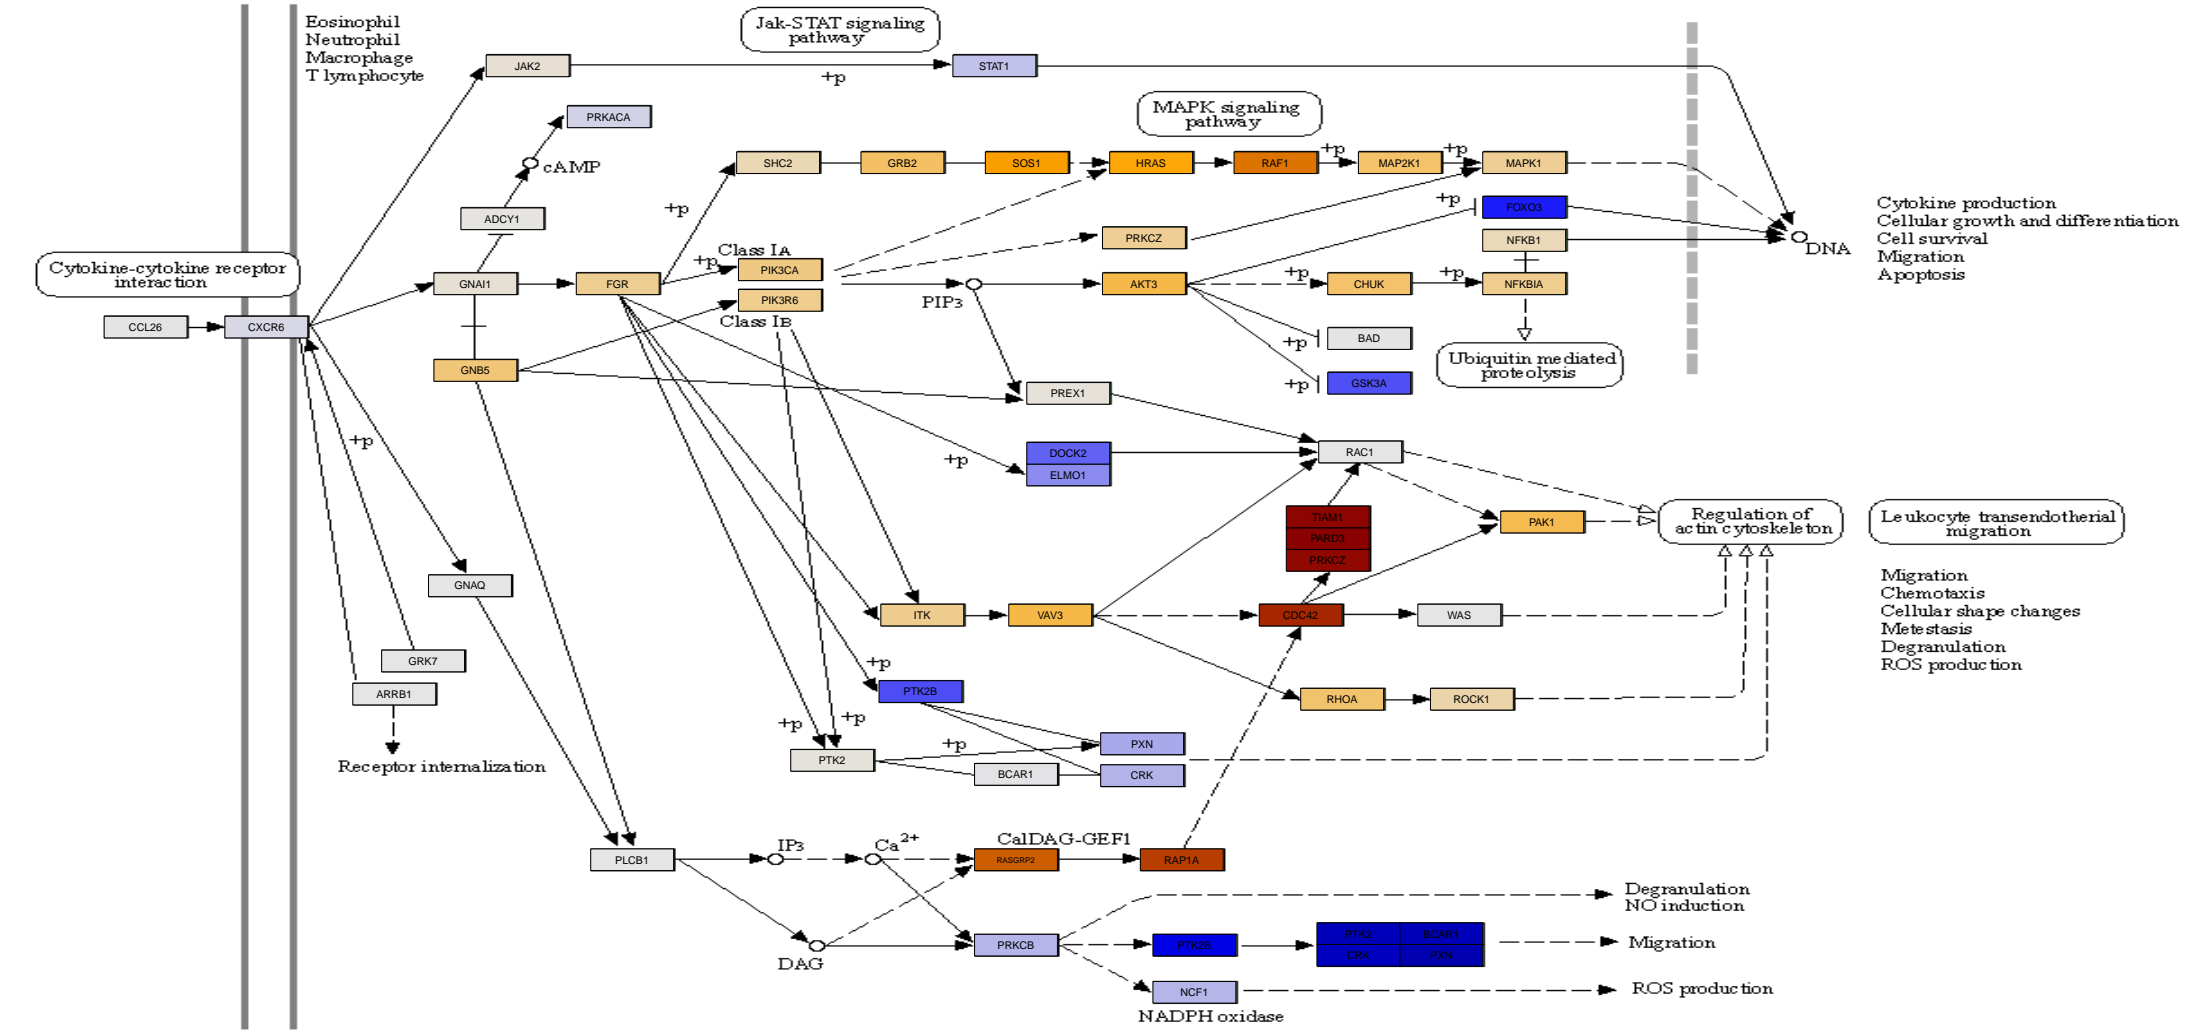 Eosinophil
Neutrophil
Macrophage
T lymphocyte
Jak-STAT signaling
pathway
JAK2
+p
STAT1
PRKACA
cAMP
ADCY1
MAPK signaling
pathway
SHC2
GRB2
SOS1
HRAS
RAF1
+p
MAP2K1
+p
MAPK1
+p
+p
FOXO3
PRKCZ
NFKB1
DNA
Cytokine production
Cellular growth and differentiation
Cell survival
Migration
Apoptosis
Cytokine-cytokine receptor
interaction
CCL26
CXCR6
GNAI1
FGR
+p
Class IA
PIK3CA
PIK3R6
Class IB
PIP3
AKT3
+p
CHUK
+p
NFKBIA
+p
BAD
Ubiquitin mediated
proteolysis
+p
GSK3A
GNB5
PREX1
+p
+p
DOCK2
ELMO1
RAC1
TIAM1
PARD3
PRKCZ
PAK1
Regulation of
actin cytoskeleton
Leukocyte transendotherial
migration
Migration
Chemotaxis
Cellular shape changes
Metestasis
Degranulation
ROS production
GNAQ
ITK
VAV3
CDC42
WAS
GRK7
ARRB1
Receptor internalization
+p
PTK2B
RHOA
ROCK1
+p
+p
PTK2
+p
PXN
BCAR1
CRK
PLCB1
IP3
Ca2+
CalDAG-GEF1
RASGRP2
RAP1A
DAG
PRKCB
Degranulation
NO induction
PTK2B
PTK2
BCAR1
CRK
PXN
Migration
NCF1
NADPH oxidase
ROS production